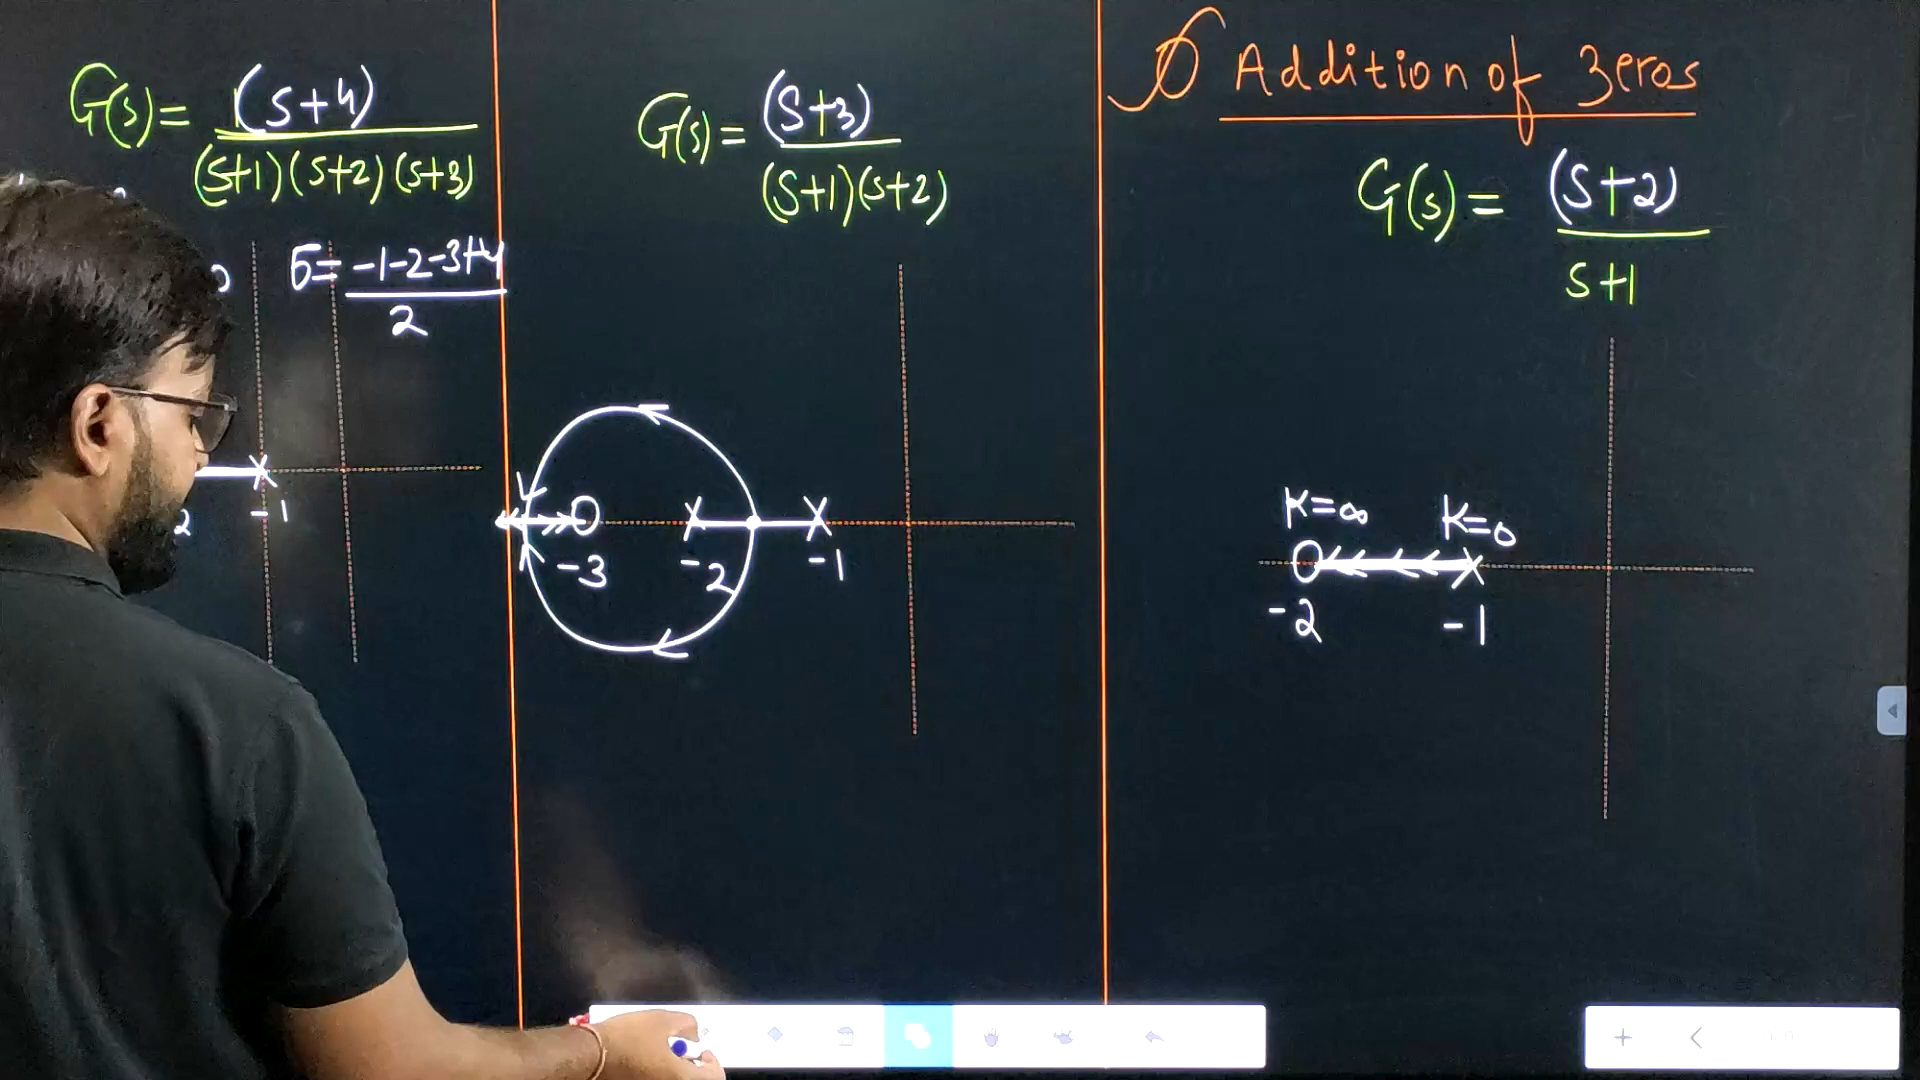 G(s) = (S+4)
(S+1)(S+2)(S+3)
σ = -1-2-3+4
2
2
-1
G(s) = (S+3)
(S+1)(S+2)
-3
-2
-1
Addition of Zeros
G(s) = (S+2)
S+1
K=∞
K=0
-2
-1